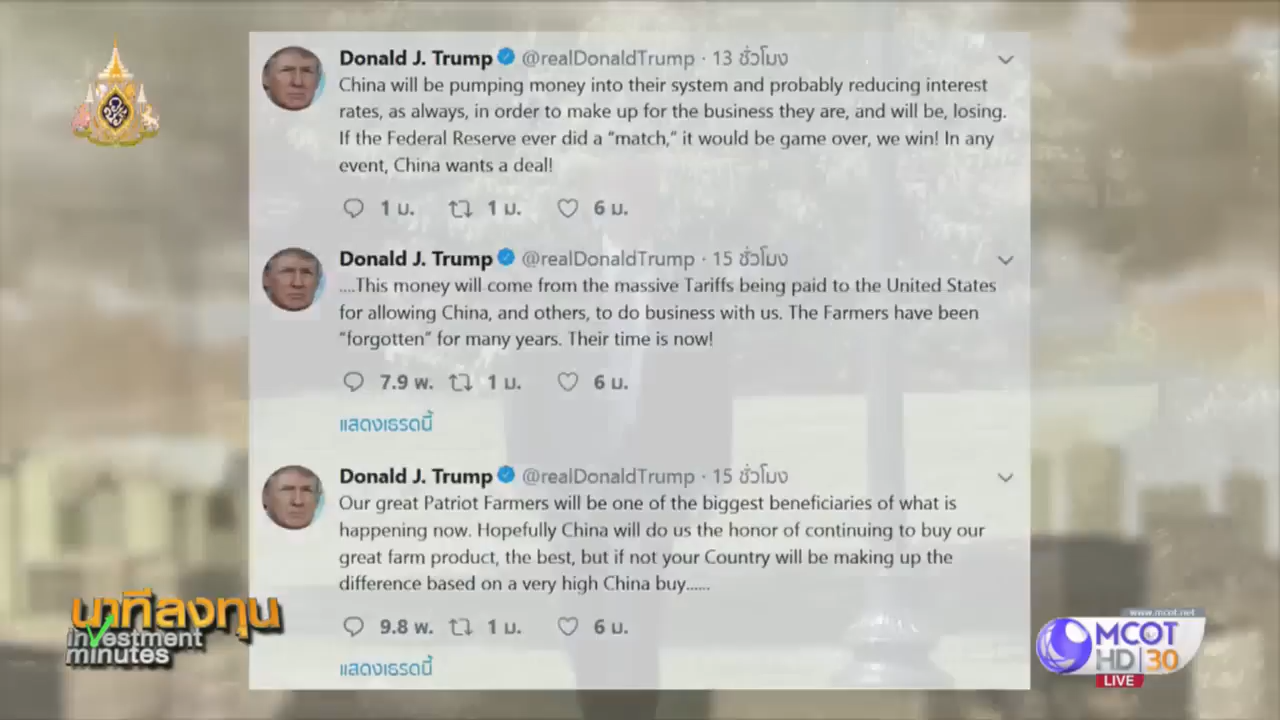 Donald J. Trump @realDonaldTrump · 13 ชั่วโมง
China will be pumping money into their system and probably reducing interest
rates, as always, in order to make up for the business they are, and will be, losing.
If the Federal Reserve ever did a “match,” it would be game over, we win! In any
event, China wants a deal!
1 ม. 1 ม. 6 ม.
Donald J. Trump @realDonaldTrump · 15 ชั่วโมง
....This money will come from the massive Tariffs being paid to the United States
for allowing China, and others, to do business with us. The Farmers have been
“forgotten” for many years. Their time is now!
7.9 พ. 1 ม. 6 ม.
แสดงเธรดนี้
Donald J. Trump @realDonaldTrump · 15 ชั่วโมง
Our great Patriot Farmers will be one of the biggest beneficiaries of what is
happening now. Hopefully China will do us the honor of continuing to buy our
great farm product, the best, but if not your Country will be making up the
difference based on a very high China buy......
9.8 พ. 1 ม. 6 ม.
แสดงเธรดนี้
นาทีลงทุน
investment
minutes
www.mcot.net
MCOT
HD 30
LIVE